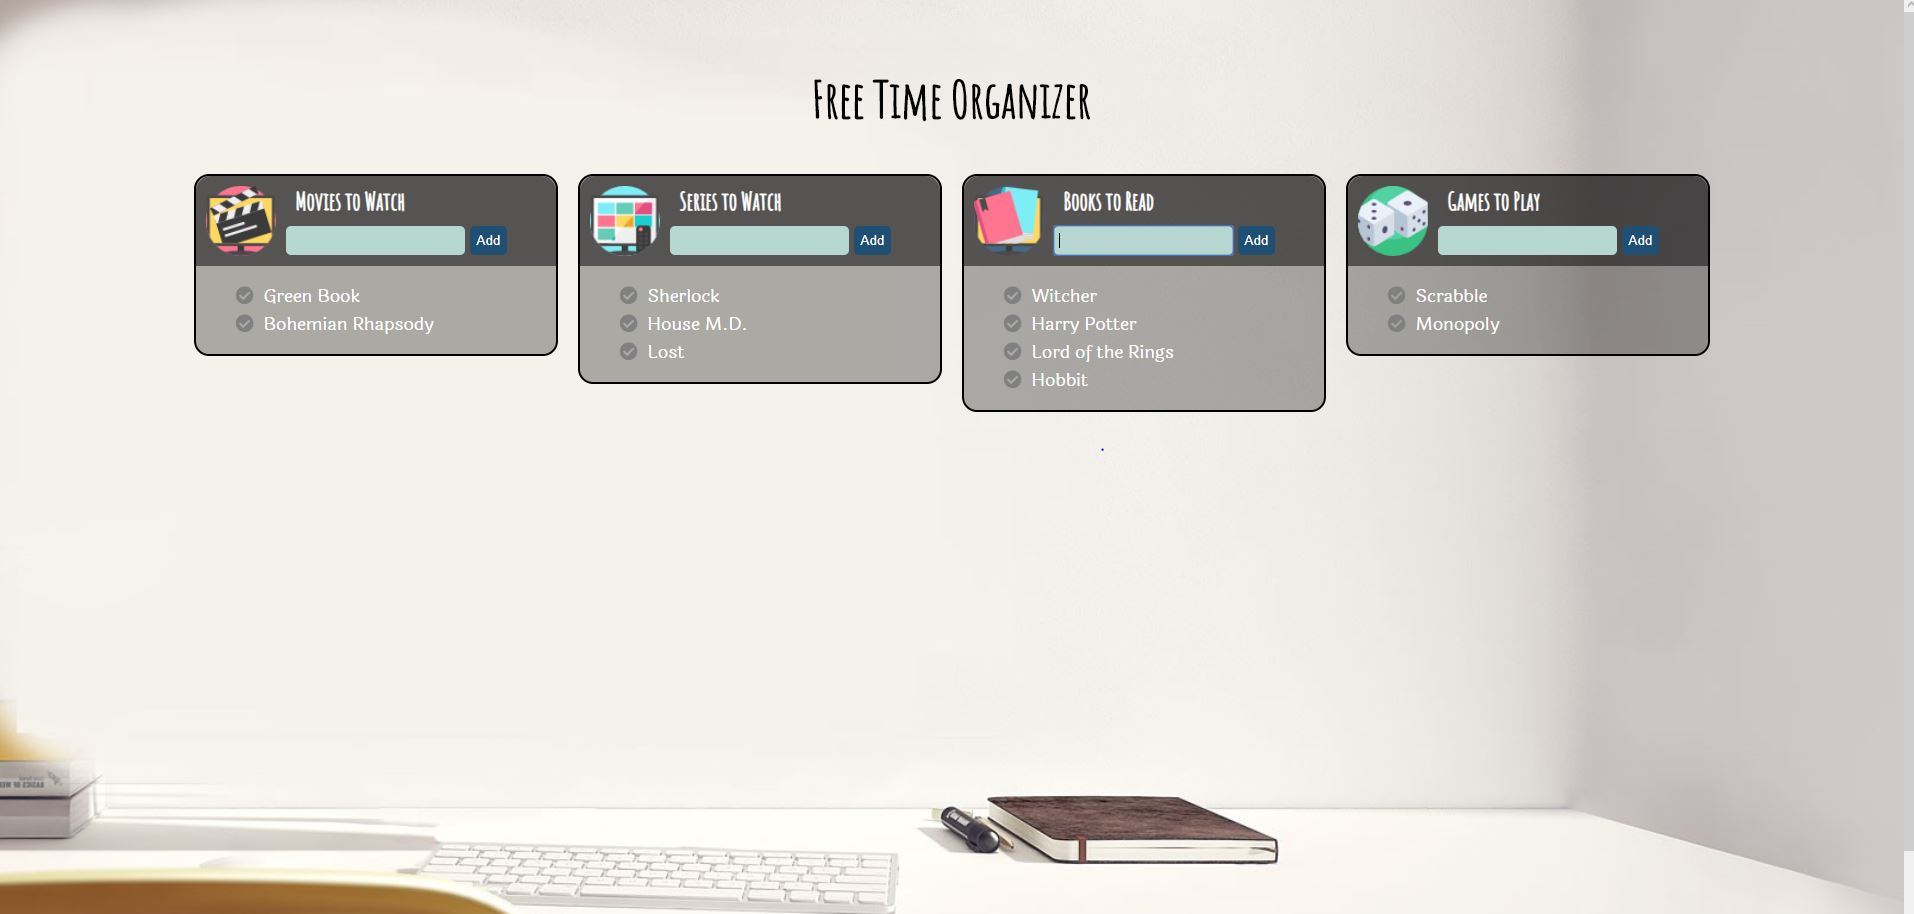 Free Time Organizer
Movies to Watch
Add
Green Book
Bohemian Rhapsody
Series to Watch
Add
Sherlock
House M.D.
Lost
Books to Read
Add
Witcher
Harry Potter
Lord of the Rings
Hobbit
Games to Play
Add
Scrabble
Monopoly